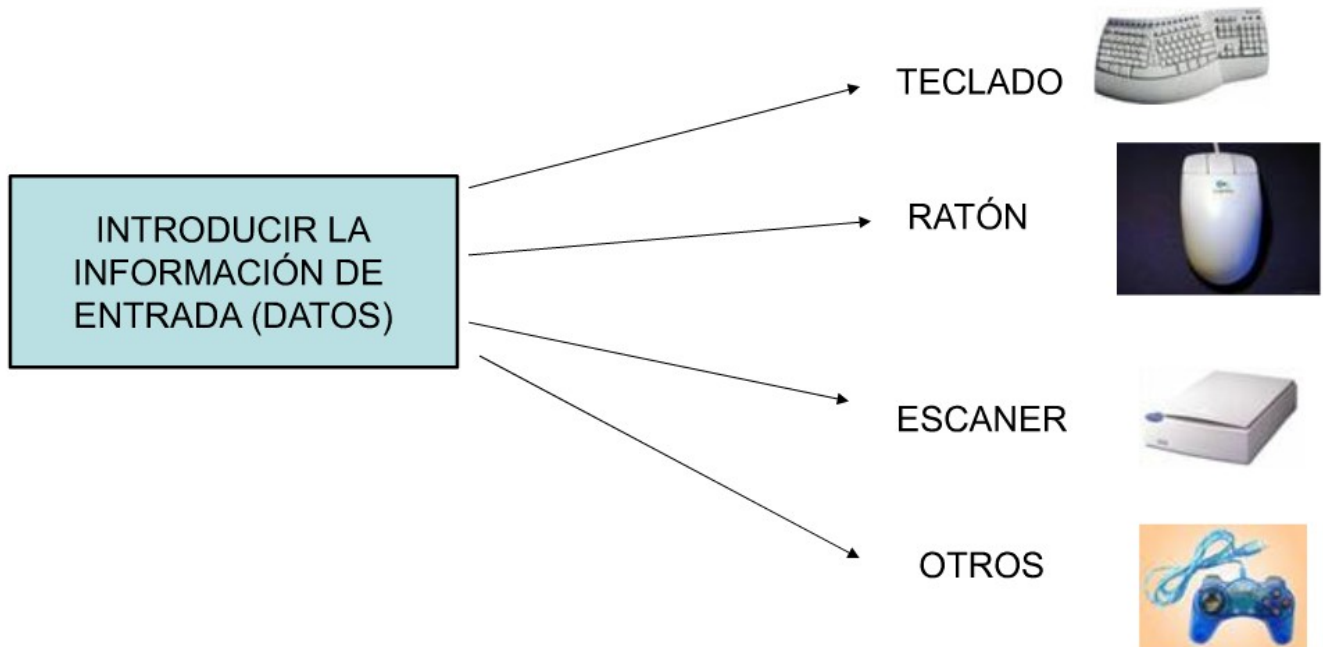 TECLADO
RATÓN
INTRODUCIR LA
INFORMACIÓN DE
ENTRADA (DATOS)
ESCANER
OTROS